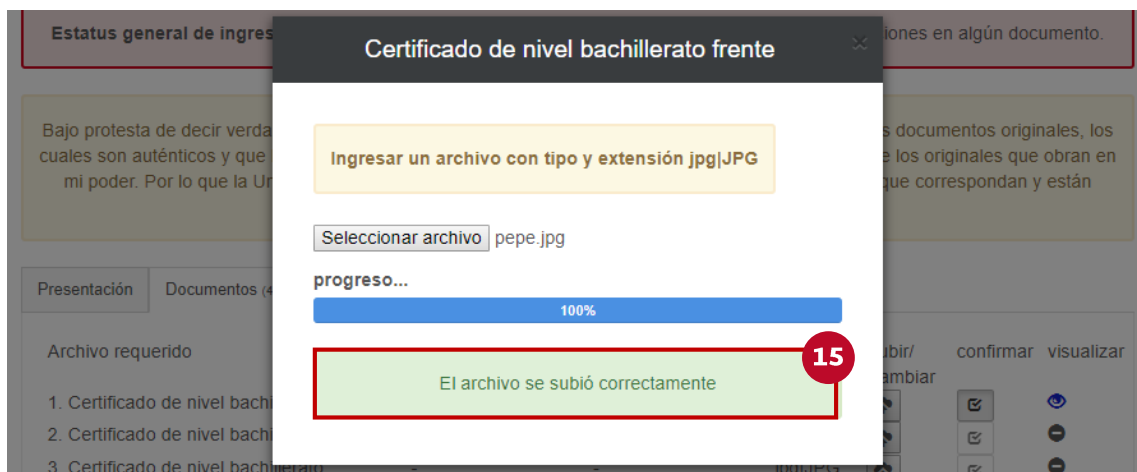 Estatus general de ingres
iones en algún documento.
Certificado de nivel bachillerato frente
×
Bajo protesta de decir verda
s documentos originales, los
cuales son auténticos y que
e los originales que obran en
mi poder. Por lo que la Un
que correspondan y están
Ingresar un archivo con tipo y extensión jpg|JPG
Seleccionar archivo pepe.jpg
progreso...
100%
Presentación Documentos (4
15
El archivo se subió correctamente
Archivo requerido
ubir/ confirmar visualizar
ambiar
1. Certificado de nivel bachi
2. Certificado de nivel bachi
3. Certificado de nivel bachillerato - - jpg|JPG